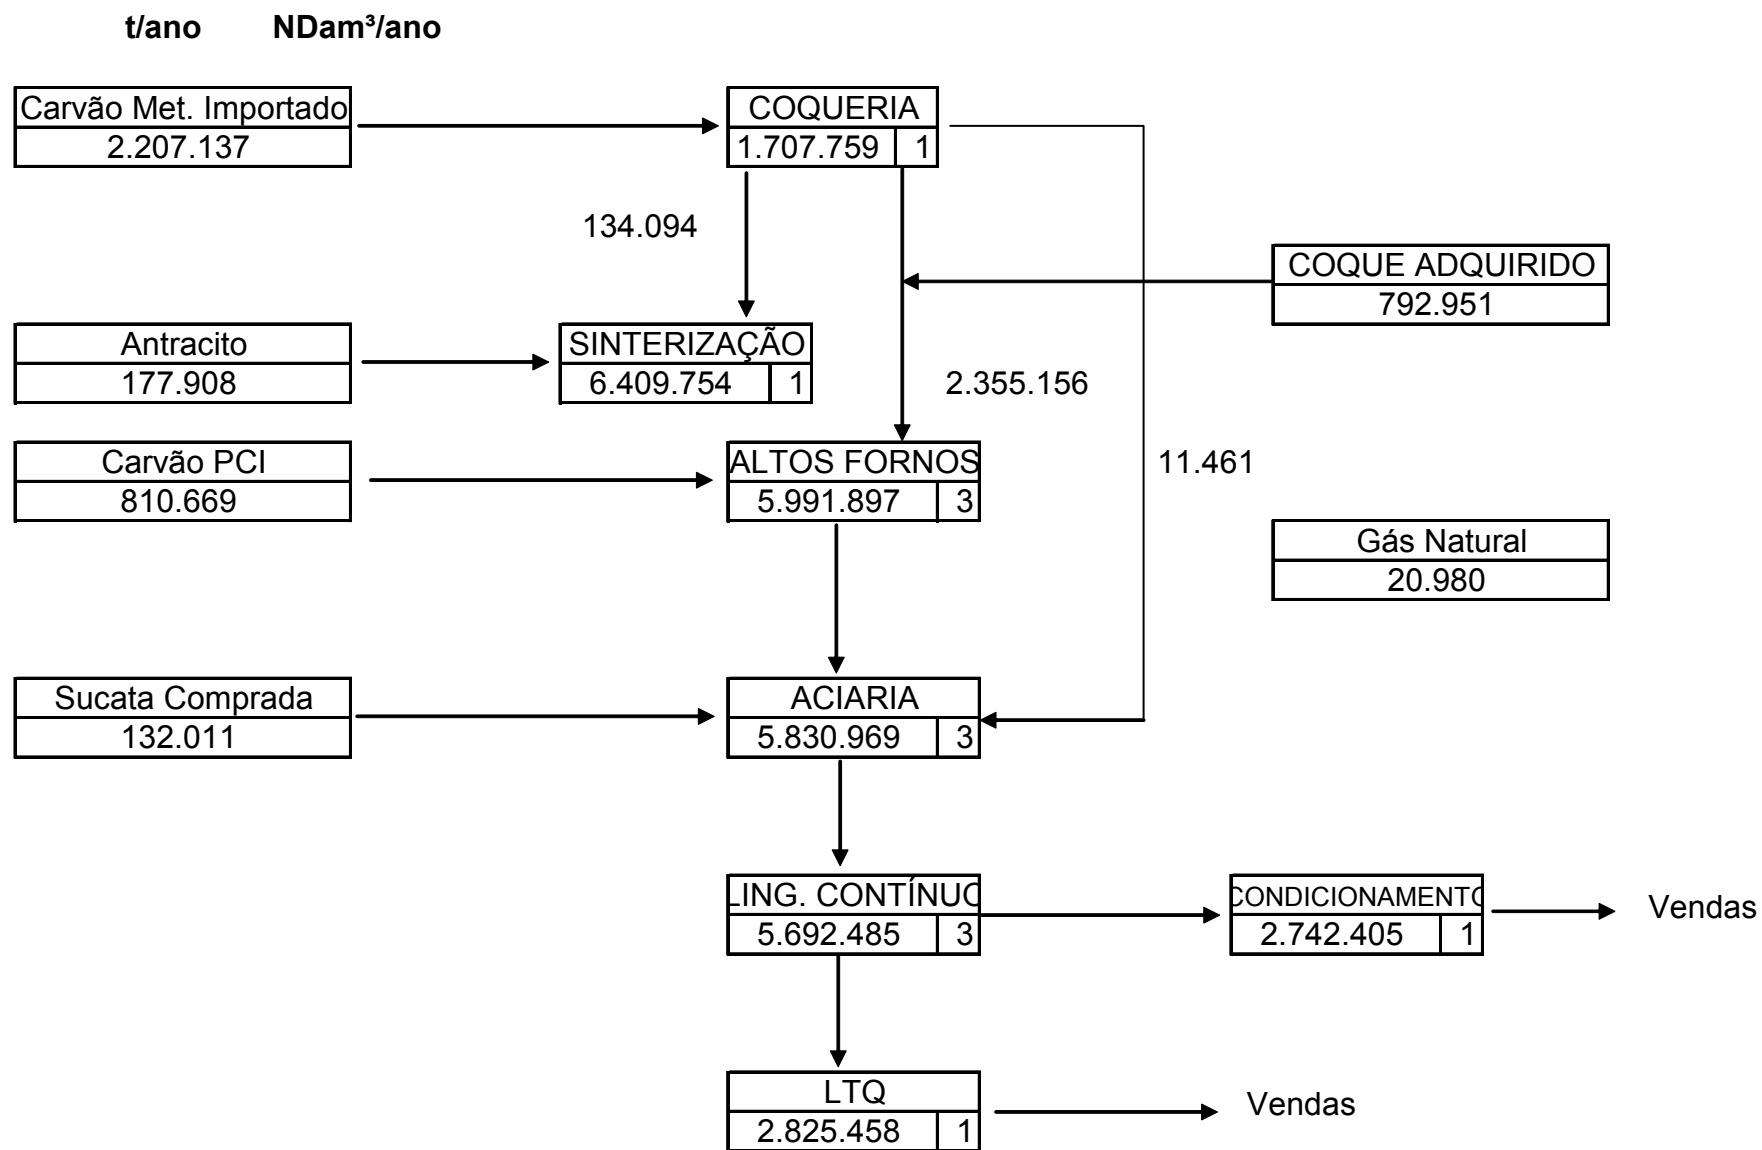 t/ano NDam³/ano
Carvão Met. Importado
2.207.137
COQUERIA
1.707.759 1
134.094
COQUE ADQUIRIDO
792.951
Antracito
177.908
SINTERIZAÇÃO
6.409.754 1
2.355.156
Carvão PCI
810.669
ALTOS FORNOS
5.991.897 3
11.461
Gás Natural
20.980
Sucata Comprada
132.011
ACIARIA
5.830.969 3
LING. CONTÍNUO
5.692.485 3
CONDICIONAMENTO
2.742.405 1
Vendas
LTQ
2.825.458 1
Vendas